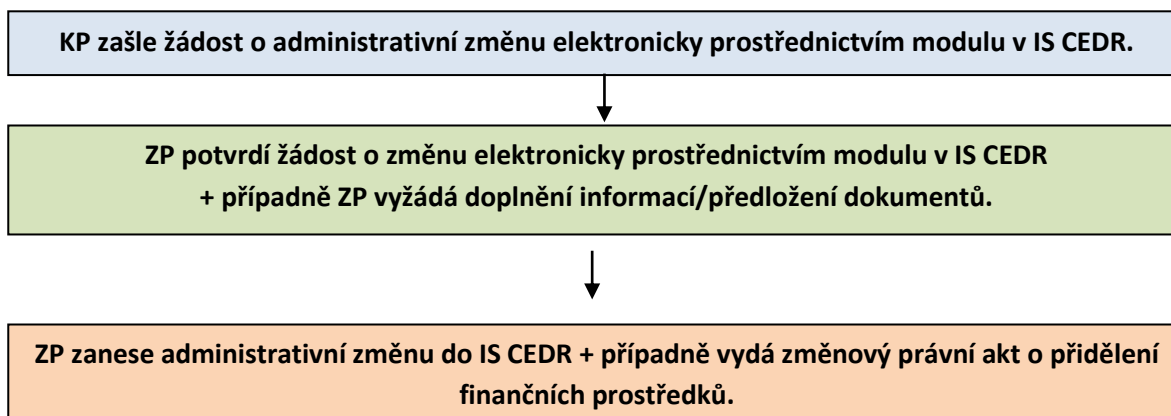 KP zašle žádost o administrativní změnu elektronicky prostřednictvím modulu v IS CEDR.
ZP potvrdí žádost o změnu elektronicky prostřednictvím modulu v IS CEDR
+ případně ZP vyžádá doplnění informací/předložení dokumentů.
ZP zanese administrativní změnu do IS CEDR + případně vydá změnový právní akt o přidělení
finančních prostředků.